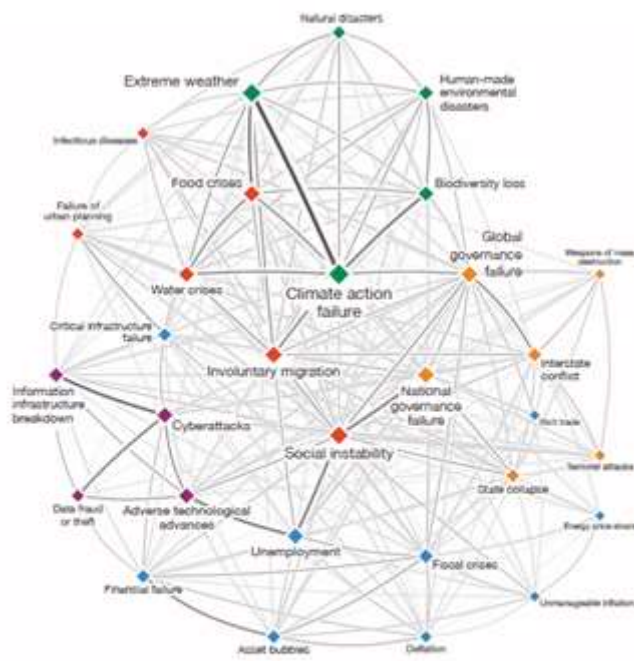 Natural disasters
Extreme weather
Human-made
environmental
disasters
Infectious diseases
Food crises
Biodiversity loss
Failure of
urban planning
Global
governance
failure
Weapons of mass
destruction
Water crises
Climate action
failure
Critical infrastructure
failure
Involuntary migration
Interstate
conflict
National
governance
failure
Information
infrastructure
breakdown
Cyberattacks
Illicit trade
Social instability
Terrorist attacks
State collapse
Data fraud
or theft
Adverse technological
advances
Energy price shock
Unemployment
Fiscal crises
Financial failure
Unmanageable inflation
Asset bubbles
Deflation